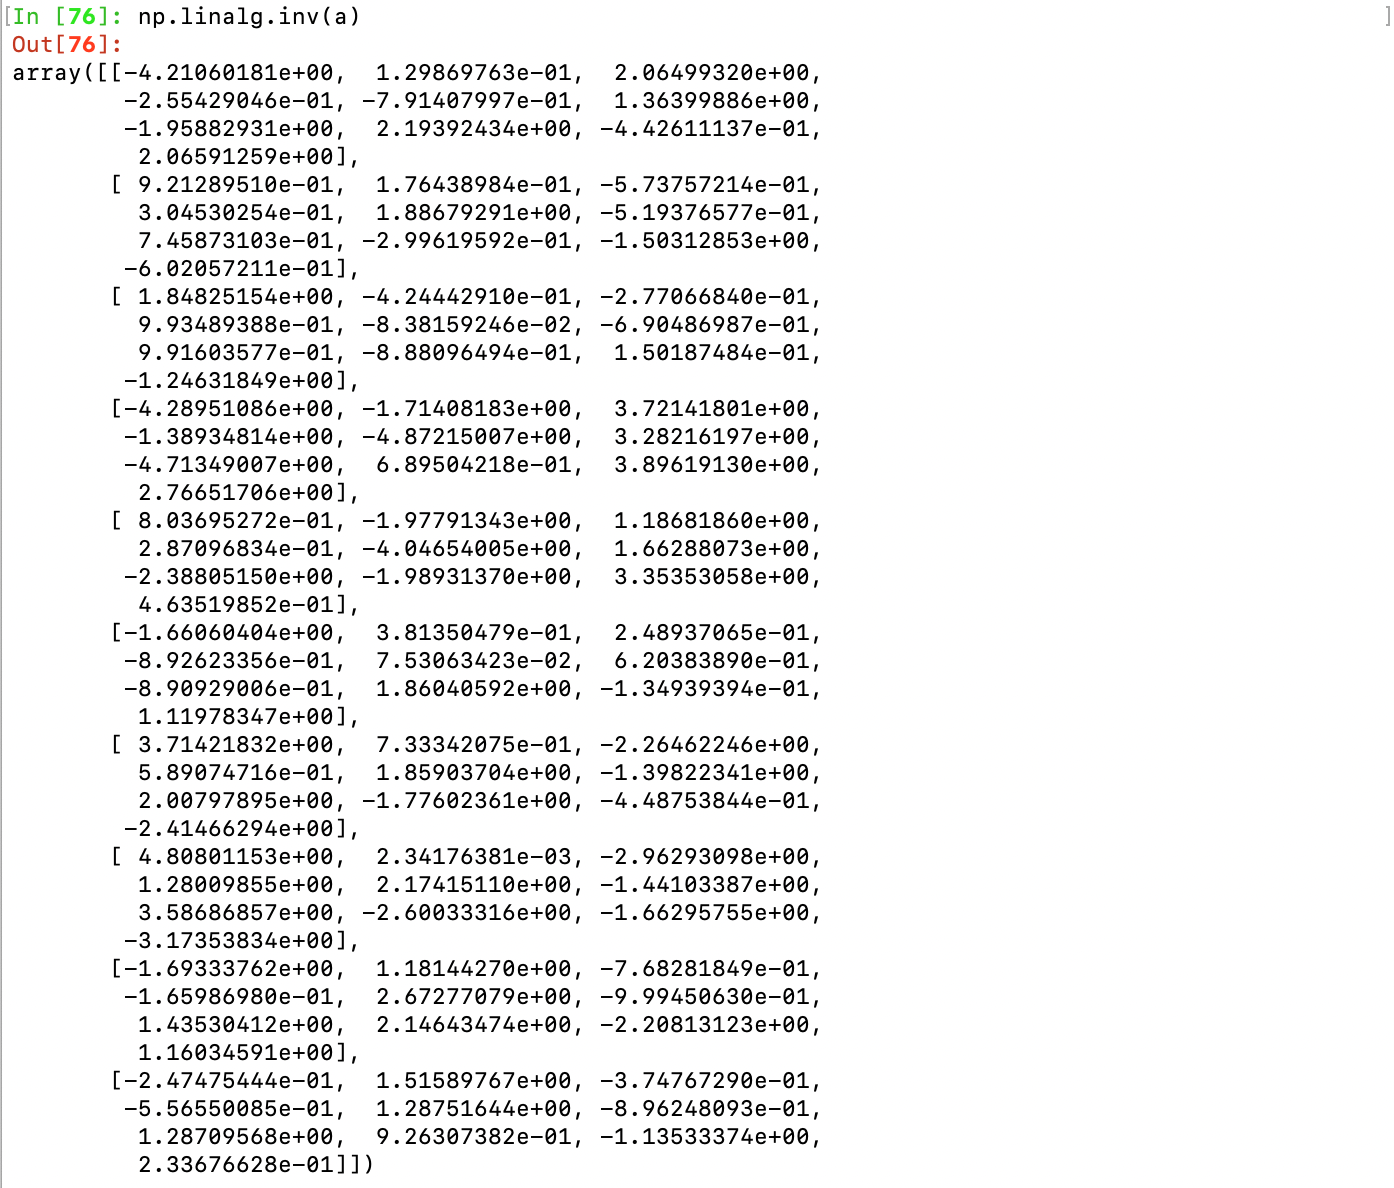 In [76]: np.linalg.inv(a)
Out[76]:
array([[-4.21060181e+00,  1.29869763e-01,  2.06499320e+00,
        -2.55429046e-01, -7.91407997e-01,  1.36399886e+00,
        -1.95882931e+00,  2.19392434e+00, -4.42611137e-01,
         2.06591259e+00],
       [ 9.21289510e-01,  1.76438984e-01, -5.73757214e-01,
         3.04530254e-01,  1.88679291e+00, -5.19376577e-01,
         7.45873103e-01, -2.99619592e-01, -1.50312853e+00,
        -6.02057211e-01],
       [ 1.84825154e+00, -4.24442910e-01, -2.77066840e-01,
         9.93489388e-01, -8.38159246e-02, -6.90486987e-01,
         9.91603577e-01, -8.88096494e-01,  1.50187484e-01,
        -1.24631849e+00],
       [-4.28951086e+00, -1.71408183e+00,  3.72141801e+00,
        -1.38934814e+00, -4.87215007e+00,  3.28216197e+00,
        -4.71349007e+00,  6.89504218e-01,  3.89619130e+00,
         2.76651706e+00],
       [ 8.03695272e-01, -1.97791343e+00,  1.18681860e+00,
         2.87096834e-01, -4.04654005e+00,  1.66288073e+00,
        -2.38805150e+00, -1.98931370e+00,  3.35353058e+00,
         4.63519852e-01],
       [-1.66060404e+00,  3.81350479e-01,  2.48937065e-01,
        -8.92623356e-01,  7.53063423e-02,  6.20383890e-01,
        -8.90929006e-01,  1.86040592e+00, -1.34939394e-01,
         1.11978347e+00],
       [ 3.71421832e+00,  7.33342075e-01, -2.26462246e+00,
         5.89074716e-01,  1.85903704e+00, -1.39822341e+00,
         2.00797895e+00, -1.77602361e+00, -4.48753844e-01,
        -2.41466294e+00],
       [ 4.80801153e+00,  2.34176381e-03, -2.96293098e+00,
         1.28009855e+00,  2.17415110e+00, -1.44103387e+00,
         3.58686857e+00, -2.60033316e+00, -1.66295755e+00,
        -3.17353834e+00],
       [-1.69333762e+00,  1.18144270e+00, -7.68281849e-01,
        -1.65986980e-01,  2.67277079e+00, -9.99450630e-01,
         1.43530412e+00,  2.14643474e+00, -2.20813123e+00,
         1.16034591e+00],
       [-2.47475444e-01,  1.51589767e+00, -3.74767290e-01,
        -5.56550085e-01,  1.28751644e+00, -8.96248093e-01,
         1.28709568e+00,  9.26307382e-01, -1.13533374e+00,
         2.33676628e-01]])